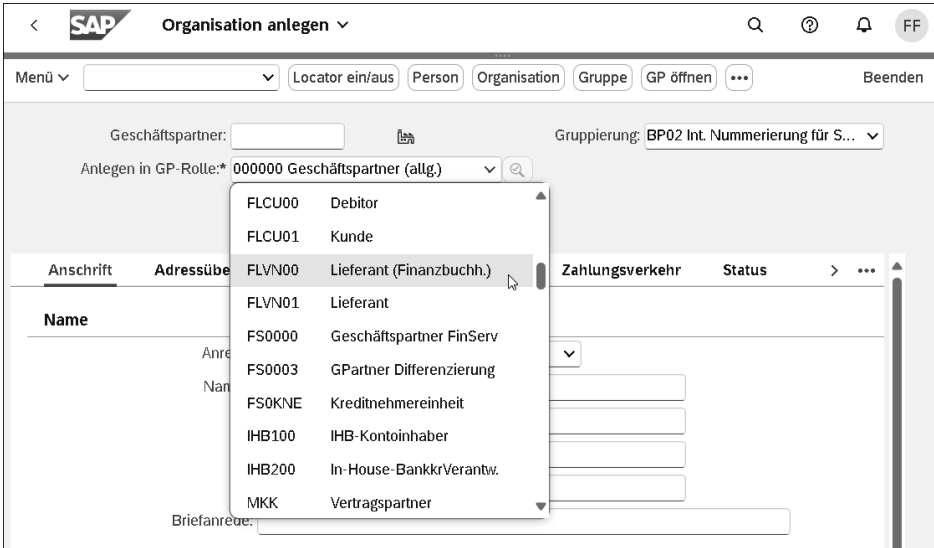 SAP Organisation anlegen FF
Menü Locator ein/aus Person Organisation Gruppe GP öffnen ••• Beenden
Geschäftspartner: Gruppierung: BP02 Int. Nummerierung für S...
Anlegen in GP-Rolle:* 000000 Geschäftspartner (allg.)
FLCU00 Debitor
FLCU01 Kunde
Anschrift Adressübe FLVN00 Lieferant (Finanzbuchh.) Zahlungsverkehr Status •••
FLVN01 Lieferant
Name
FS0000 Geschäftspartner FinServ
Anre
FS0003 GPartner Differenzierung
Nam
FS0KNE Kreditnehmereinheit
IHB100 IHB-Kontoinhaber
IHB200 In-House-BankkrVerantw.
MKK Vertragspartner
Briefanrede: